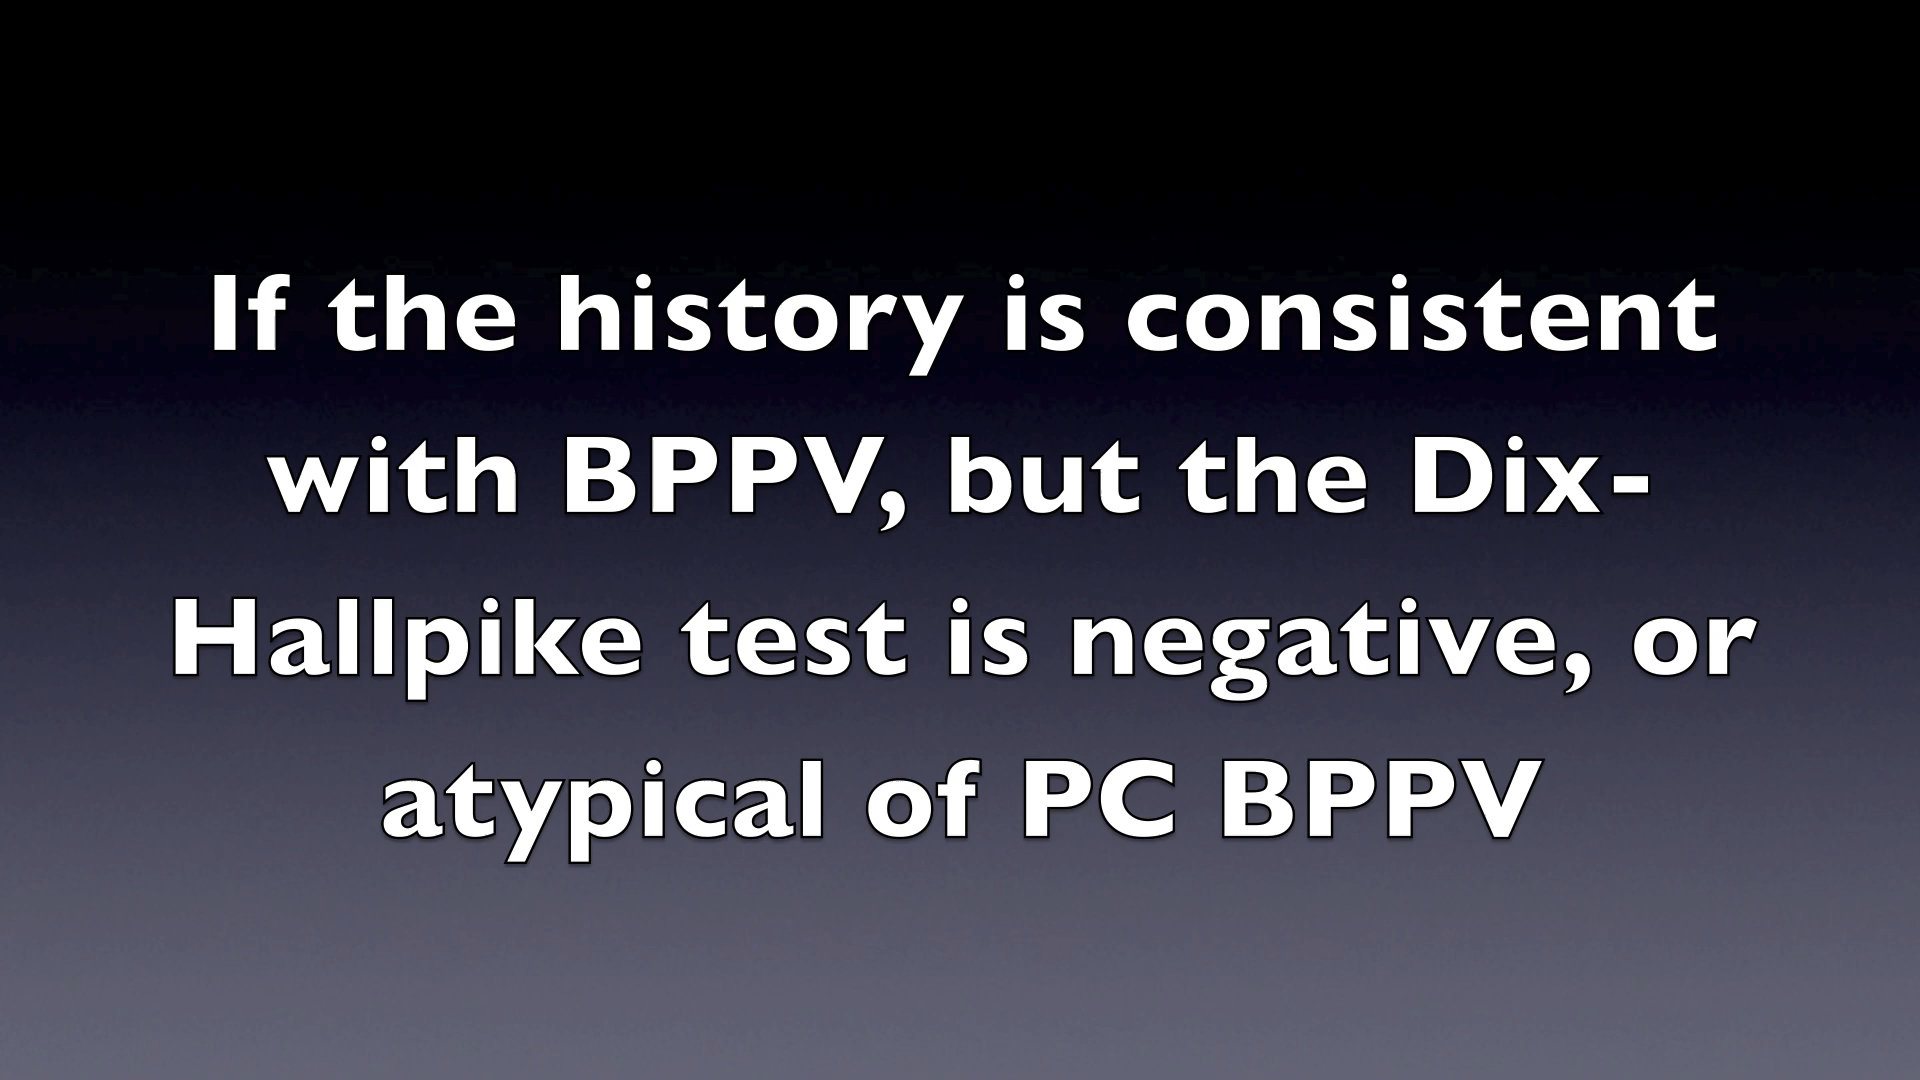 If the history is consistent
with BPPV, but the Dix-
Hallpike test is negative, or
atypical of PC BPPV